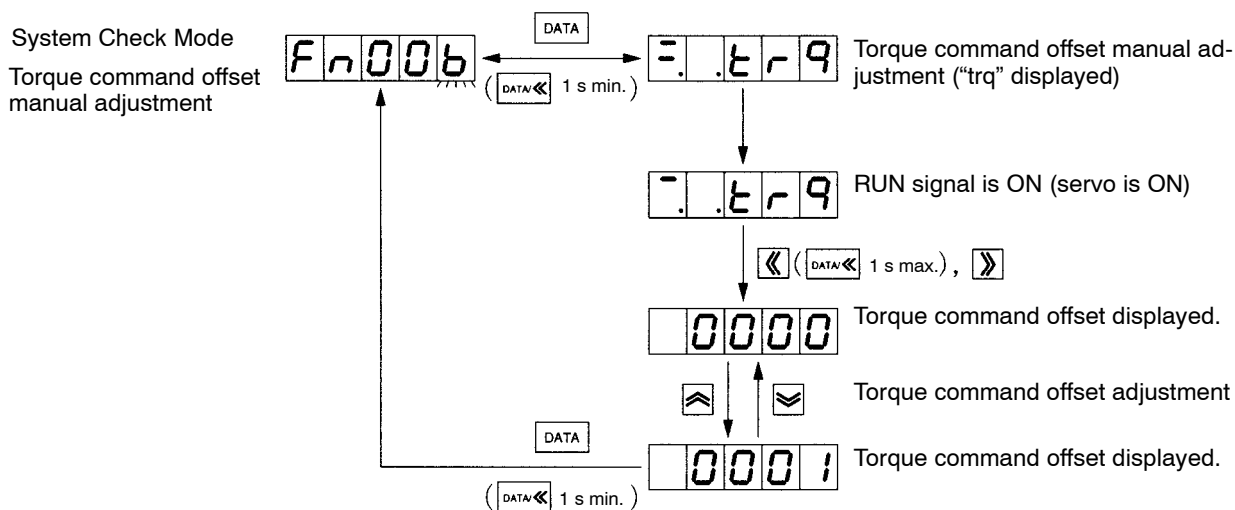 System Check Mode
Torque command offset
manual adjustment
Fn00b
DATA
(DATA/≪ 1 s min.)
.  .trq
Torque command offset manual ad-
justment (“trq” displayed)
.  .trq
RUN signal is ON (servo is ON)
≪ (DATA/≪ 1 s max.), ≫
0000
Torque command offset displayed.
Torque command offset adjustment
DATA
(DATA/≪ 1 s min.)
0001
Torque command offset displayed.